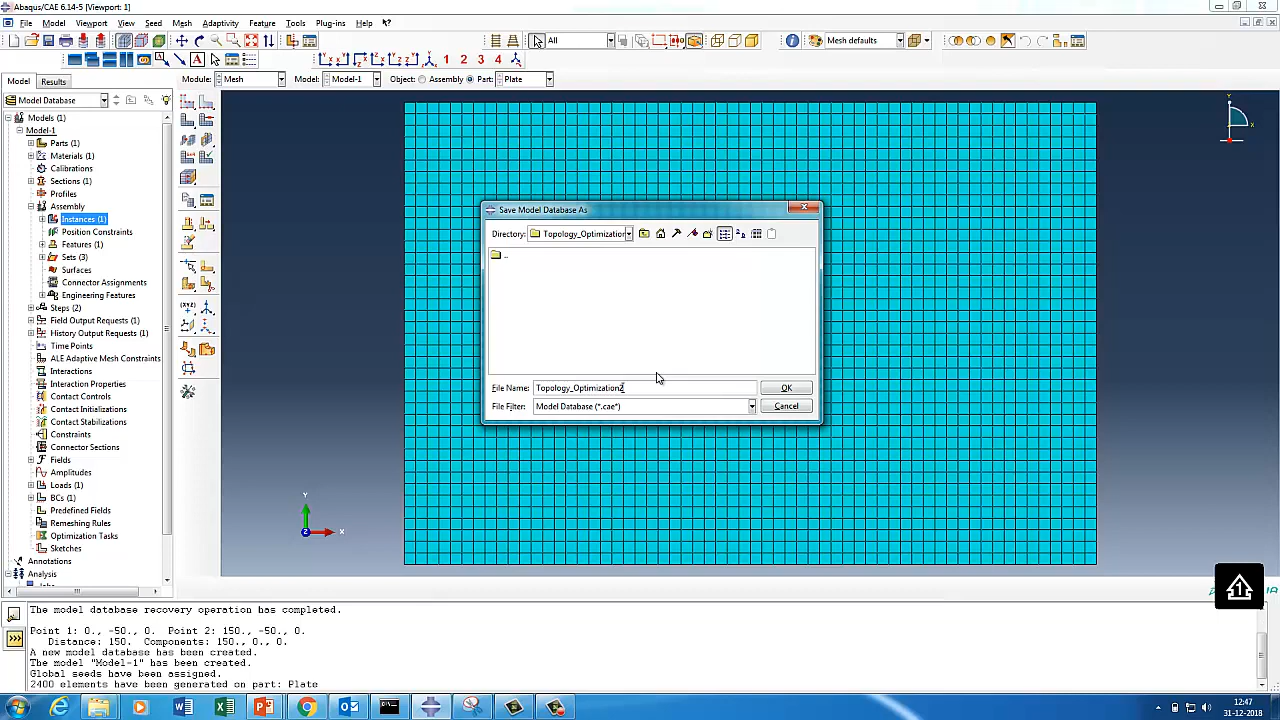 Abaqus/CAE 6.14-5 [Viewport: 1]
File Model Viewport View Seed Mesh Adaptivity Feature Tools Plug-ins Help
All
Mesh defaults
1 2 3 4
Model Results
Module: Mesh Model: Model-1 Object: Assembly Part: Plate
Model Database
Models (1)
Model-1
Parts (1)
Materials (1)
Calibrations
Sections (1)
Profiles
Assembly
Instances (1)
Position Constraints
Features (1)
Sets (3)
Surfaces
Connector Assignments
Engineering Features
Steps (2)
Field Output Requests (1)
History Output Requests (1)
Time Points
ALE Adaptive Mesh Constraints
Interactions
Interaction Properties
Contact Controls
Contact Initializations
Contact Stabilizations
Constraints
Connector Sections
Fields
Amplitudes
Loads (1)
BCs (1)
Predefined Fields
Remeshing Rules
Optimization Tasks
Sketches
Annotations
Analysis
Save Model Database As
Directory: Topology_Optimization
..
File Name: Topology_Optimization2
OK
File Filter: Model Database (*.cae*)
Cancel
Y
X
Z
Y
X
The model database recovery operation has completed.
Point 1: 0., -50., 0. Point 2: 150., -50., 0.
Distance: 150. Components: 150., 0., 0.
A new model database has been created.
The model "Model-1" has been created.
Global seeds have been assigned.
2400 elements have been generated on part: Plate
12:47
31-12-2018